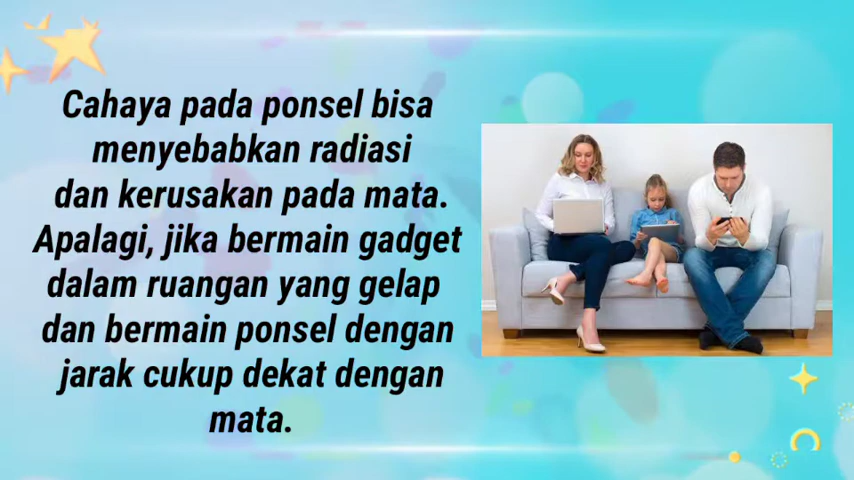 Cahaya pada ponsel bisa
menyebabkan radiasi
dan kerusakan pada mata.
Apalagi, jika bermain gadget
dalam ruangan yang gelap
dan bermain ponsel dengan
jarak cukup dekat dengan
mata.